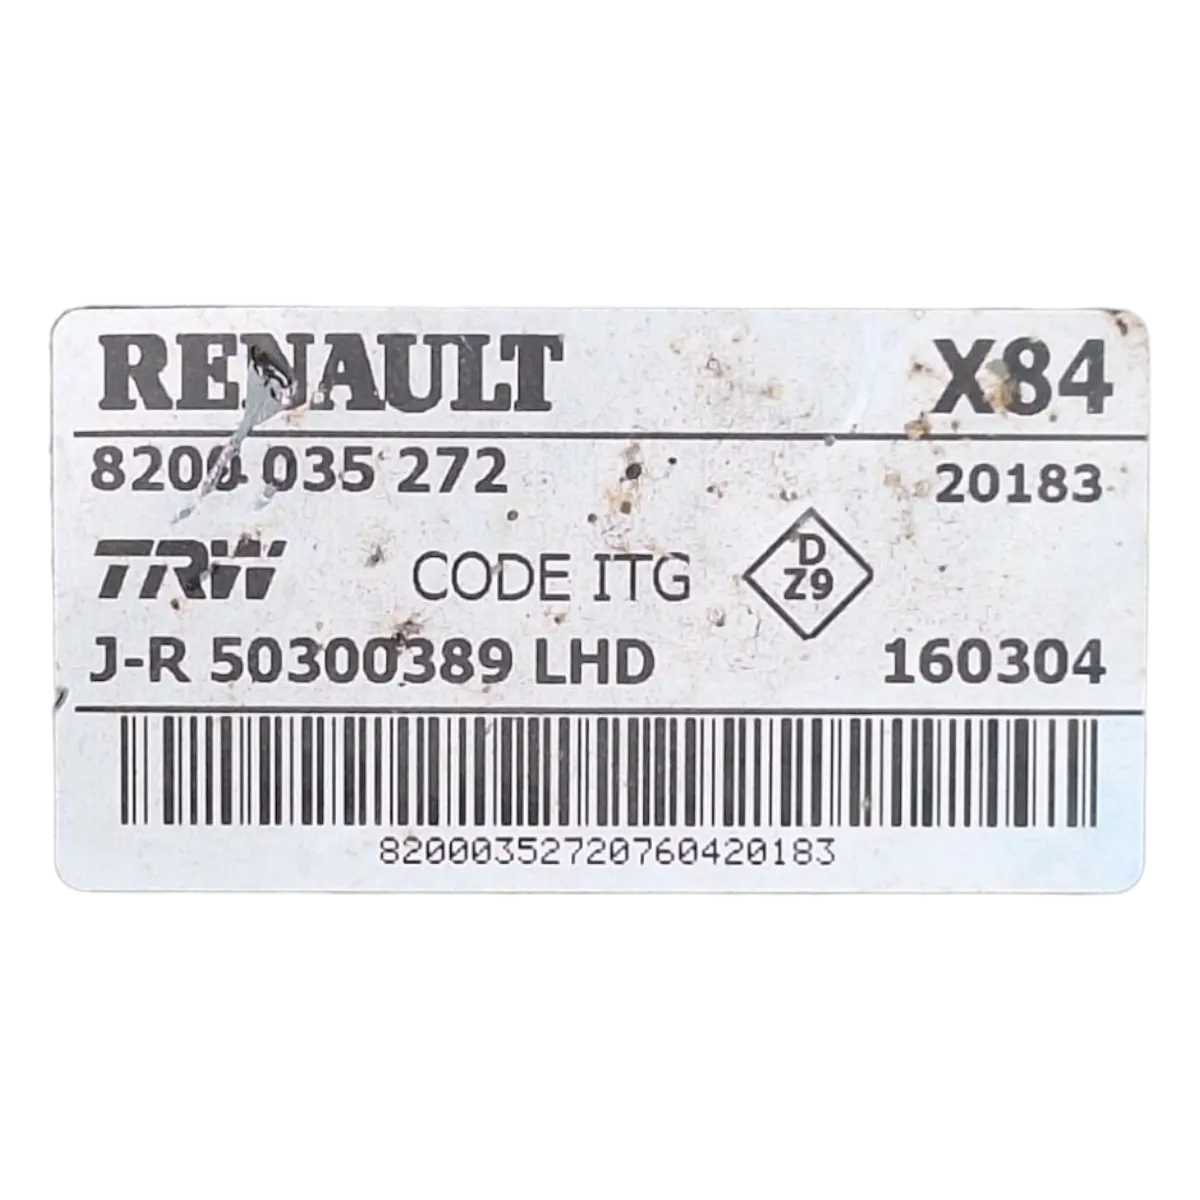 RENAULT X84
8200 035 272 20183
TRW CODE ITG D
Z9
J-R 50300389 LHD 160304
82000352720760420183